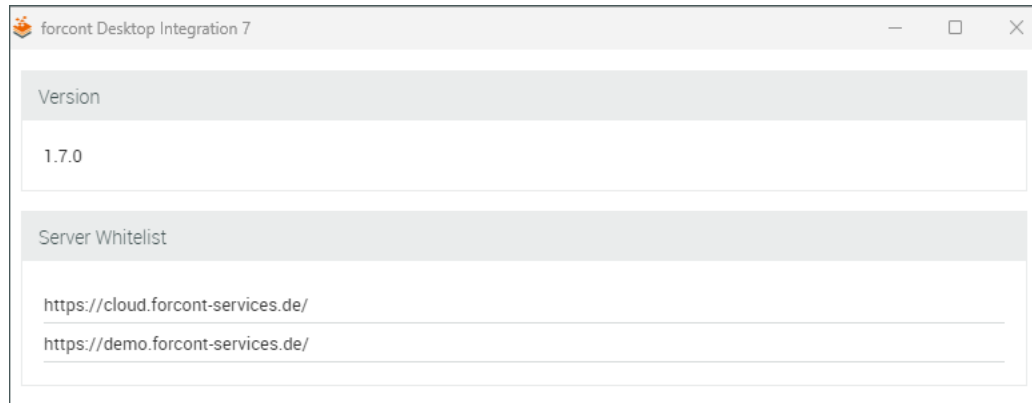 forcont Desktop Integration 7
Version
1.7.0
Server Whitelist
https://cloud.forcont-services.de/
https://demo.forcont-services.de/